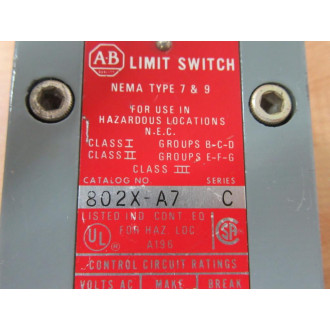 A-B LIMIT SWITCH
NEMA TYPE 7 & 9
FOR USE IN
HAZARDOUS LOCATIONS
N.E.C.
CLASS I GROUPS B-C-D
CLASS II GROUPS E-F-G
CLASS III
CATALOG NO. SERIES
802X-A7 C
LISTED IND CONT EQ
UL FOR HAZ LOC SA
A196
CONTROL CIRCUIT RATINGS
VOLTS AC MAKE BREAK